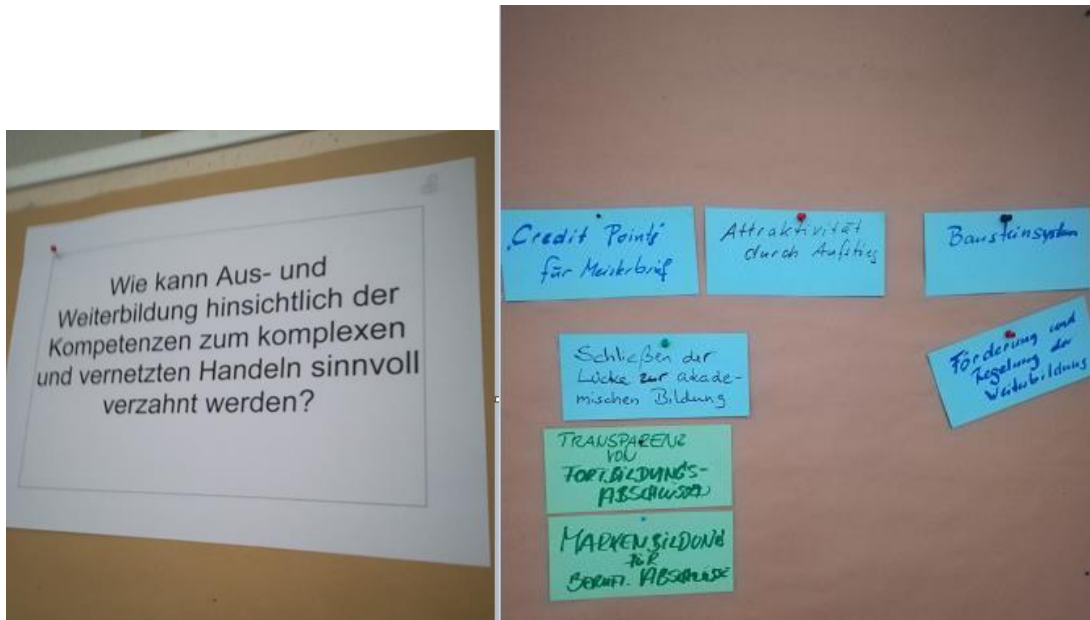 Wie kann Aus- und
Weiterbildung hinsichtlich der
Kompetenzen zum komplexen
und vernetzten Handeln sinnvoll
verzahnt werden?
"Credit Points"
für Meisterbrief
Attraktivität
durch Aufstieg
Bausteinsystem
Schließen der
Lücke zur akade-
mischen Bildung
Förderung und
Regelung der
Weiterbildung
TRANSPARENZ
VON
FORTBILDUNGS-
ABSCHLÜSSEN
MARKENBILDUNG
FÜR
BERUFL. ABSCHLÜSSE